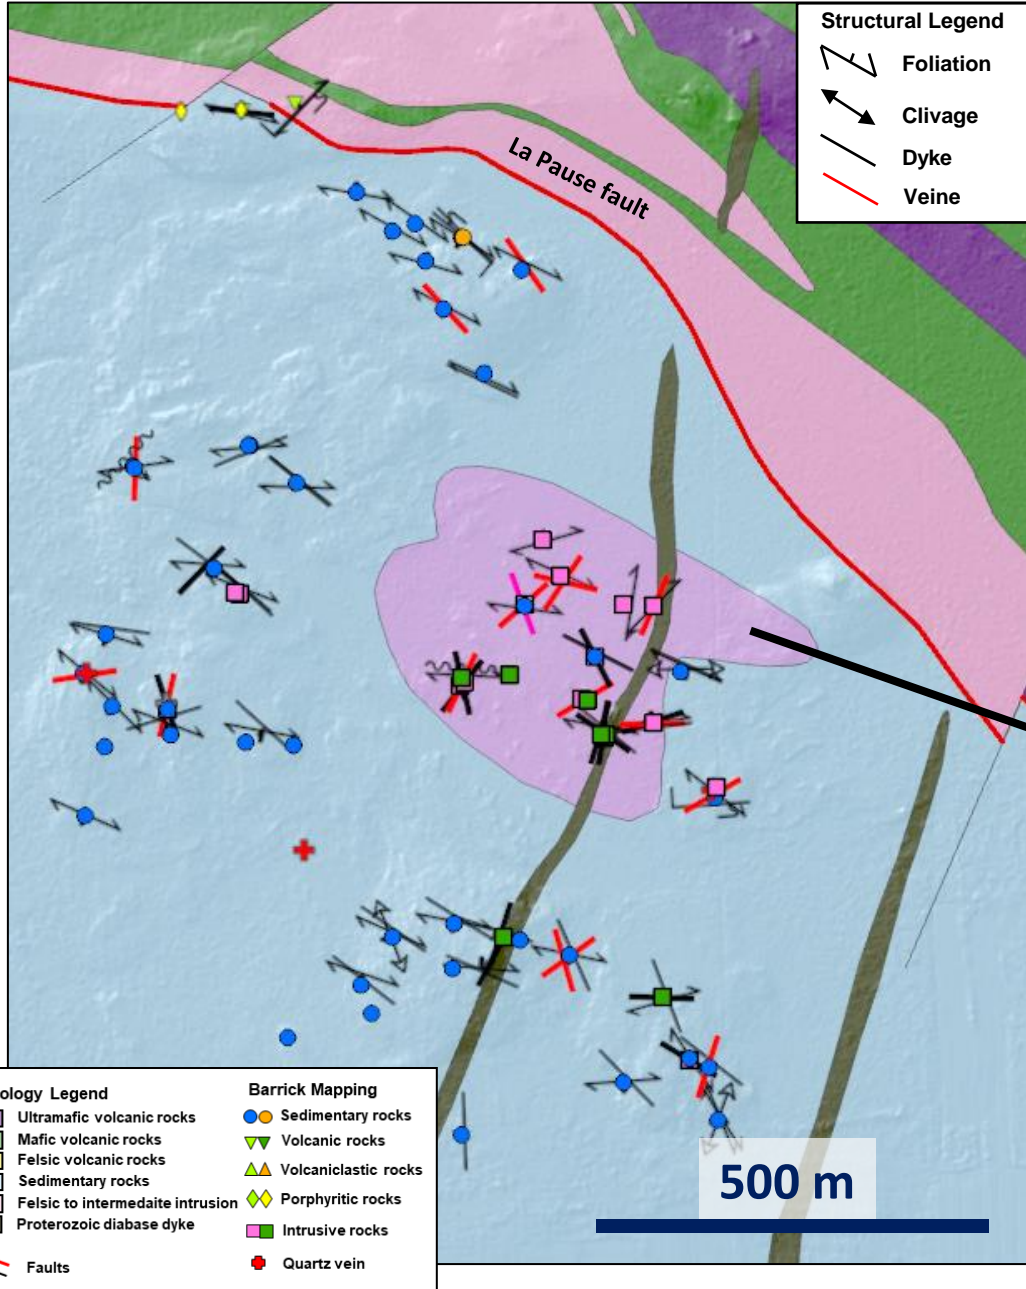 Structural Legend
Foliation
Clivage
Dyke
Veine
La Pause fault
500 m
ology Legend
Ultramafic volcanic rocks
Mafic volcanic rocks
Felsic volcanic rocks
Sedimentary rocks
Felsic to intermedaite intrusion
Proterozoic diabase dyke
Faults
Barrick Mapping
Sedimentary rocks
Volcanic rocks
Volcaniclastic rocks
Porphyritic rocks
Intrusive rocks
Quartz vein